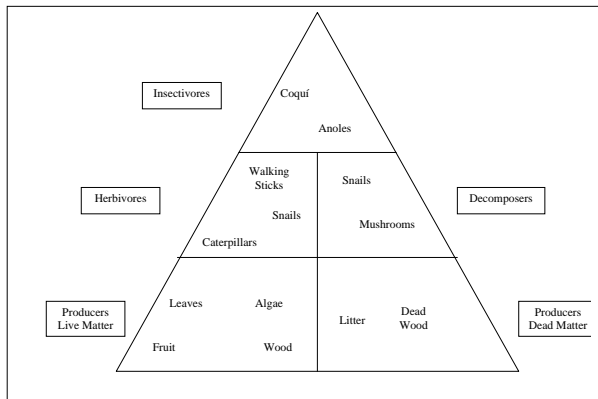 Insectivores
Coquí
Anoles
Walking
Sticks
Snails
Herbivores
Decomposers
Snails
Mushrooms
Caterpillars
Producers
Live Matter
Leaves
Algae
Litter
Dead
Wood
Producers
Dead Matter
Fruit
Wood